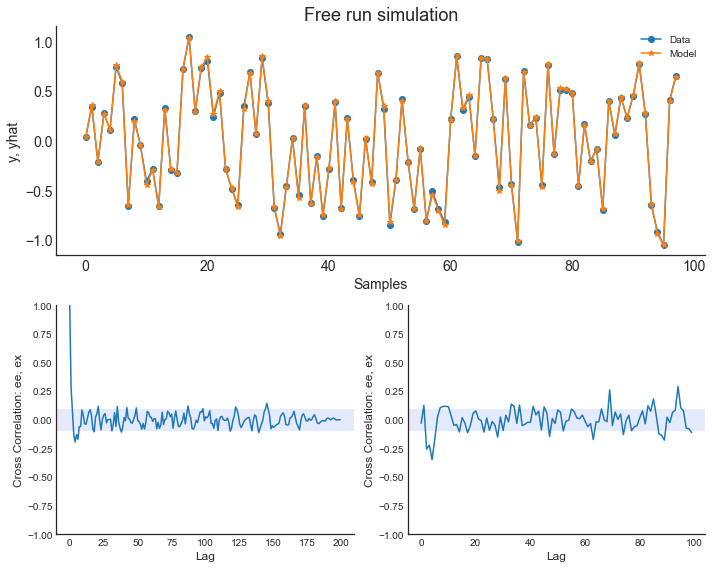 Free run simulation
Data
Model
y, yhat
1.0
0.5
0.0
−0.5
−1.0
0 20 40 60 80 100
Samples
Cross Correlation: ee, ex
1.00
0.75
0.50
0.25
0.00
−0.25
−0.50
−0.75
−1.00
0 25 50 75 100 125 150 175 200
Lag
Cross Correlation: ee, ex
1.00
0.75
0.50
0.25
0.00
−0.25
−0.50
−0.75
−1.00
0 20 40 60 80 100
Lag